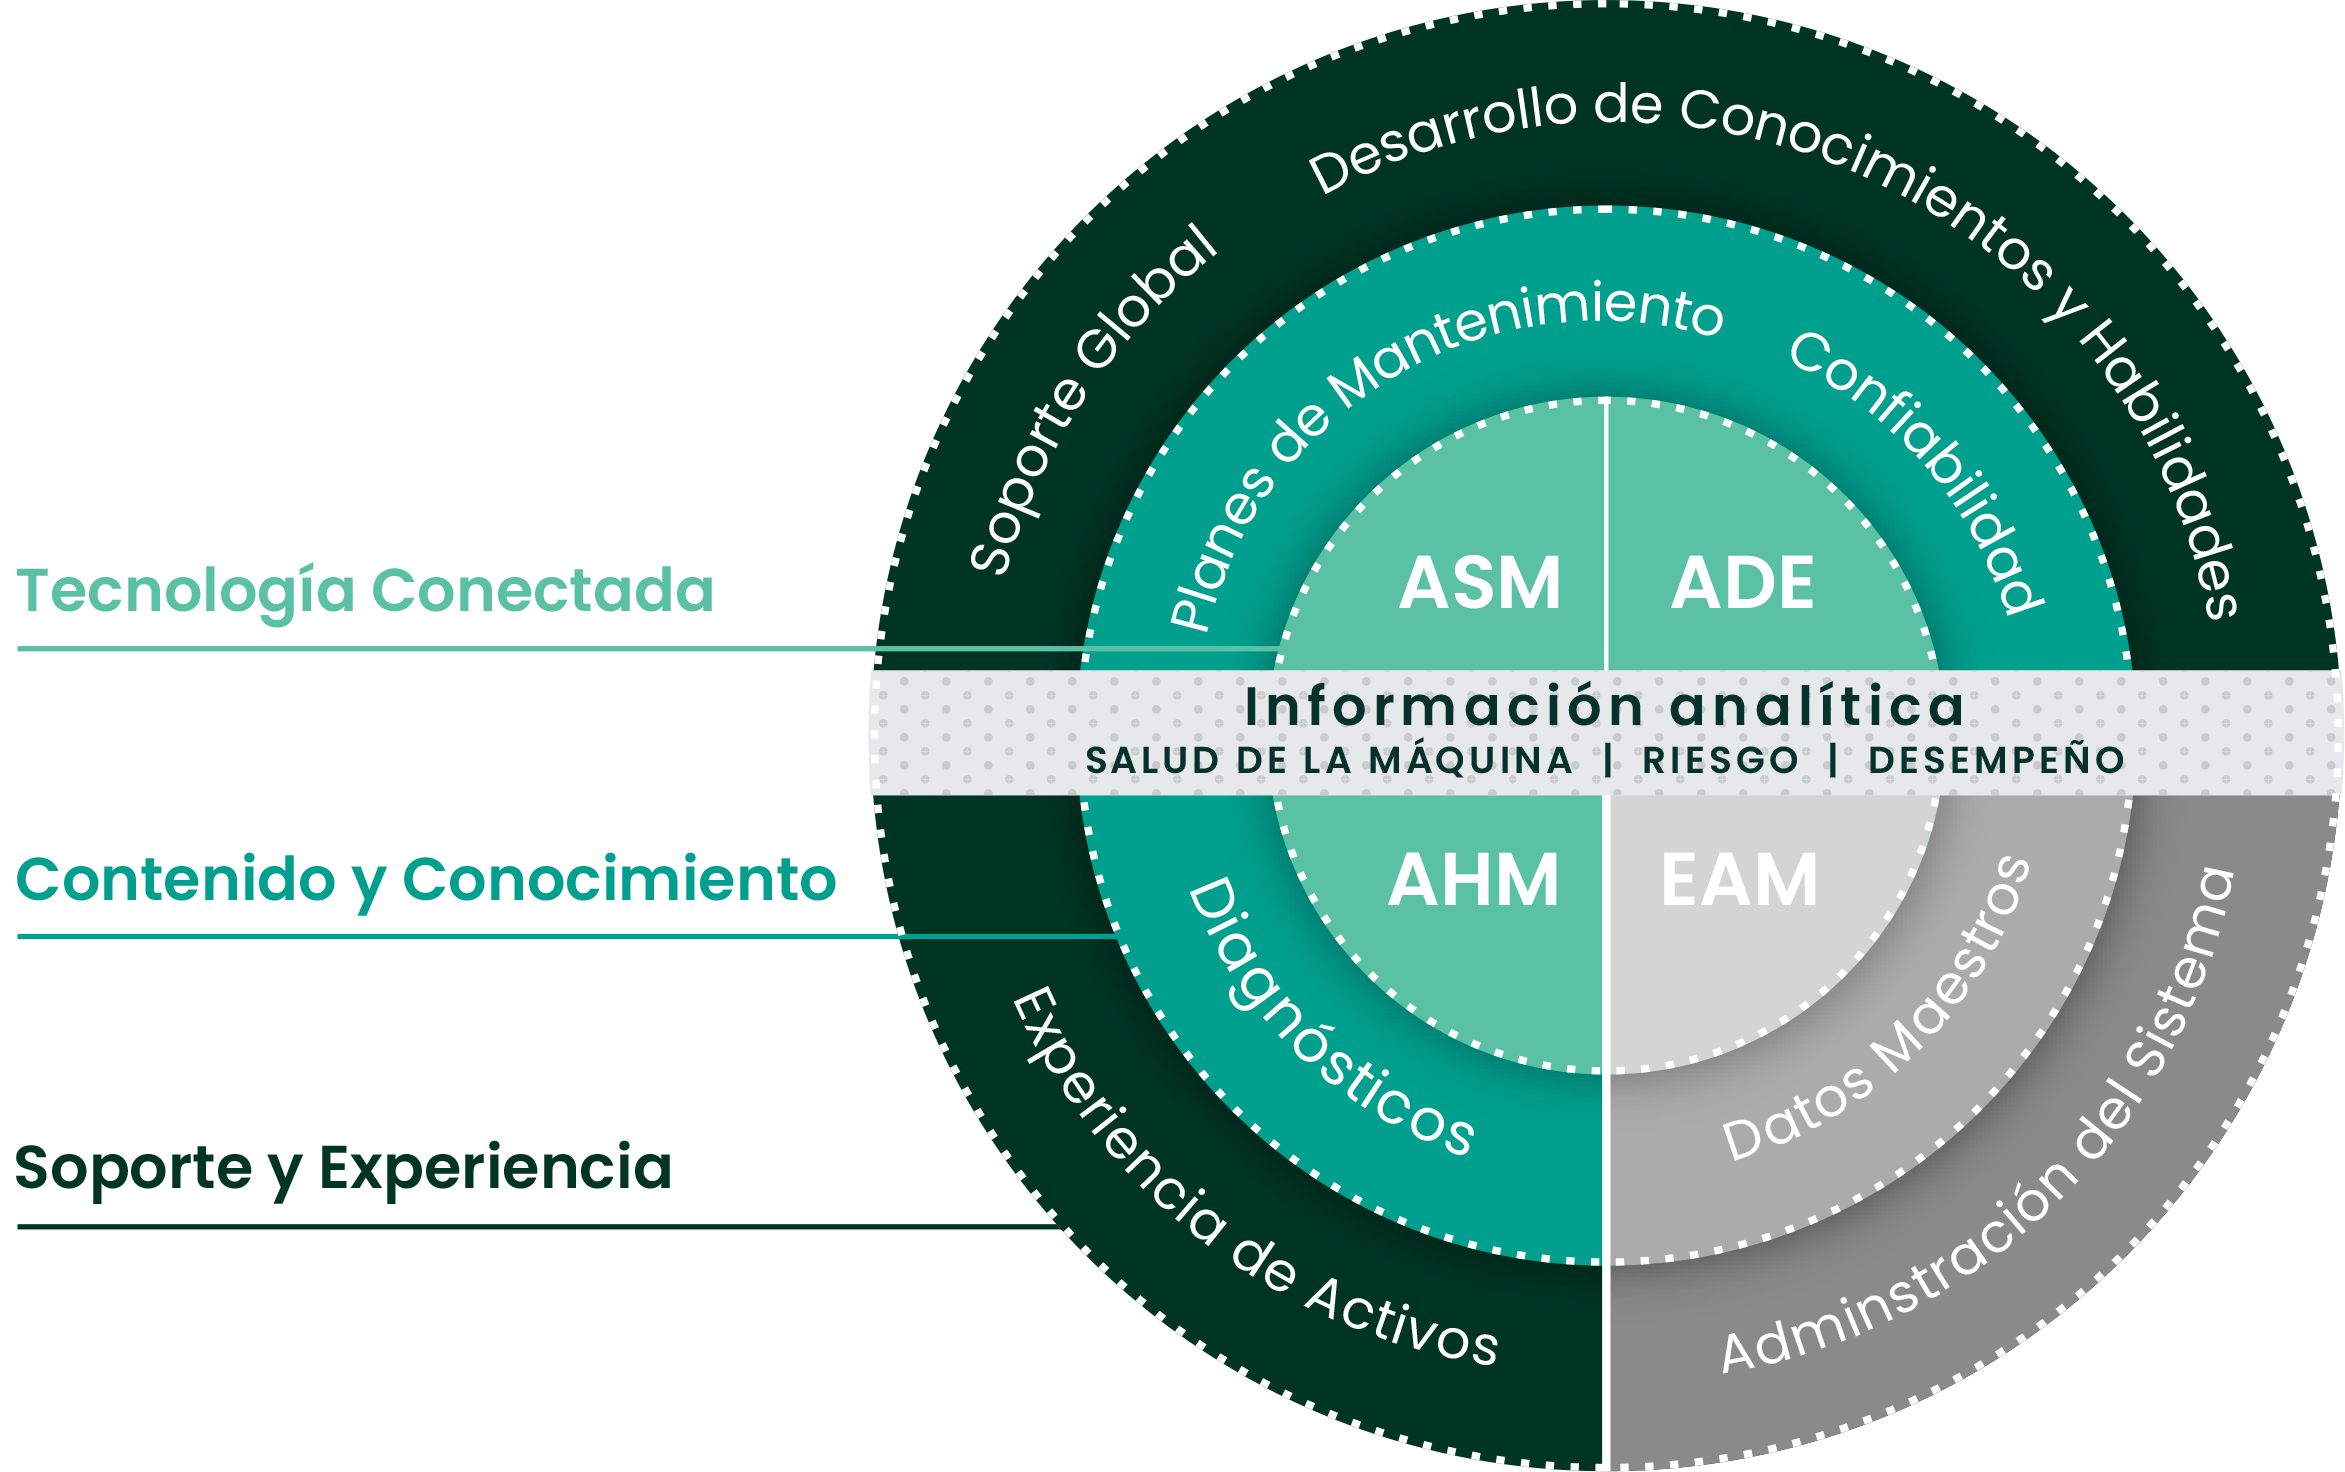 Soporte Global
Desarrollo de Conocimientos y Habilidades
Planes de Mantenimiento
Confiabilidad
ASM
ADE
Tecnología Conectada
Información analítica
SALUD DE LA MÁQUINA | RIESGO | DESEMPEÑO
AHM
EAM
Contenido y Conocimiento
Diagnósticos
Datos Maestros
Experiencia de Activos
Adminstración del Sistema
Soporte y Experiencia